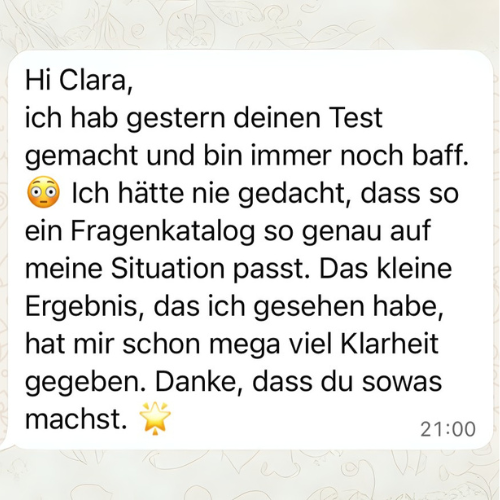 Hi Clara,
ich hab gestern deinen Test
gemacht und bin immer noch baff.
😳 Ich hätte nie gedacht, dass so
ein Fragenkatalog so genau auf
meine Situation passt. Das kleine
Ergebnis, das ich gesehen habe,
hat mir schon mega viel Klarheit
gegeben. Danke, dass du sowas
machst. 🌟
21:00